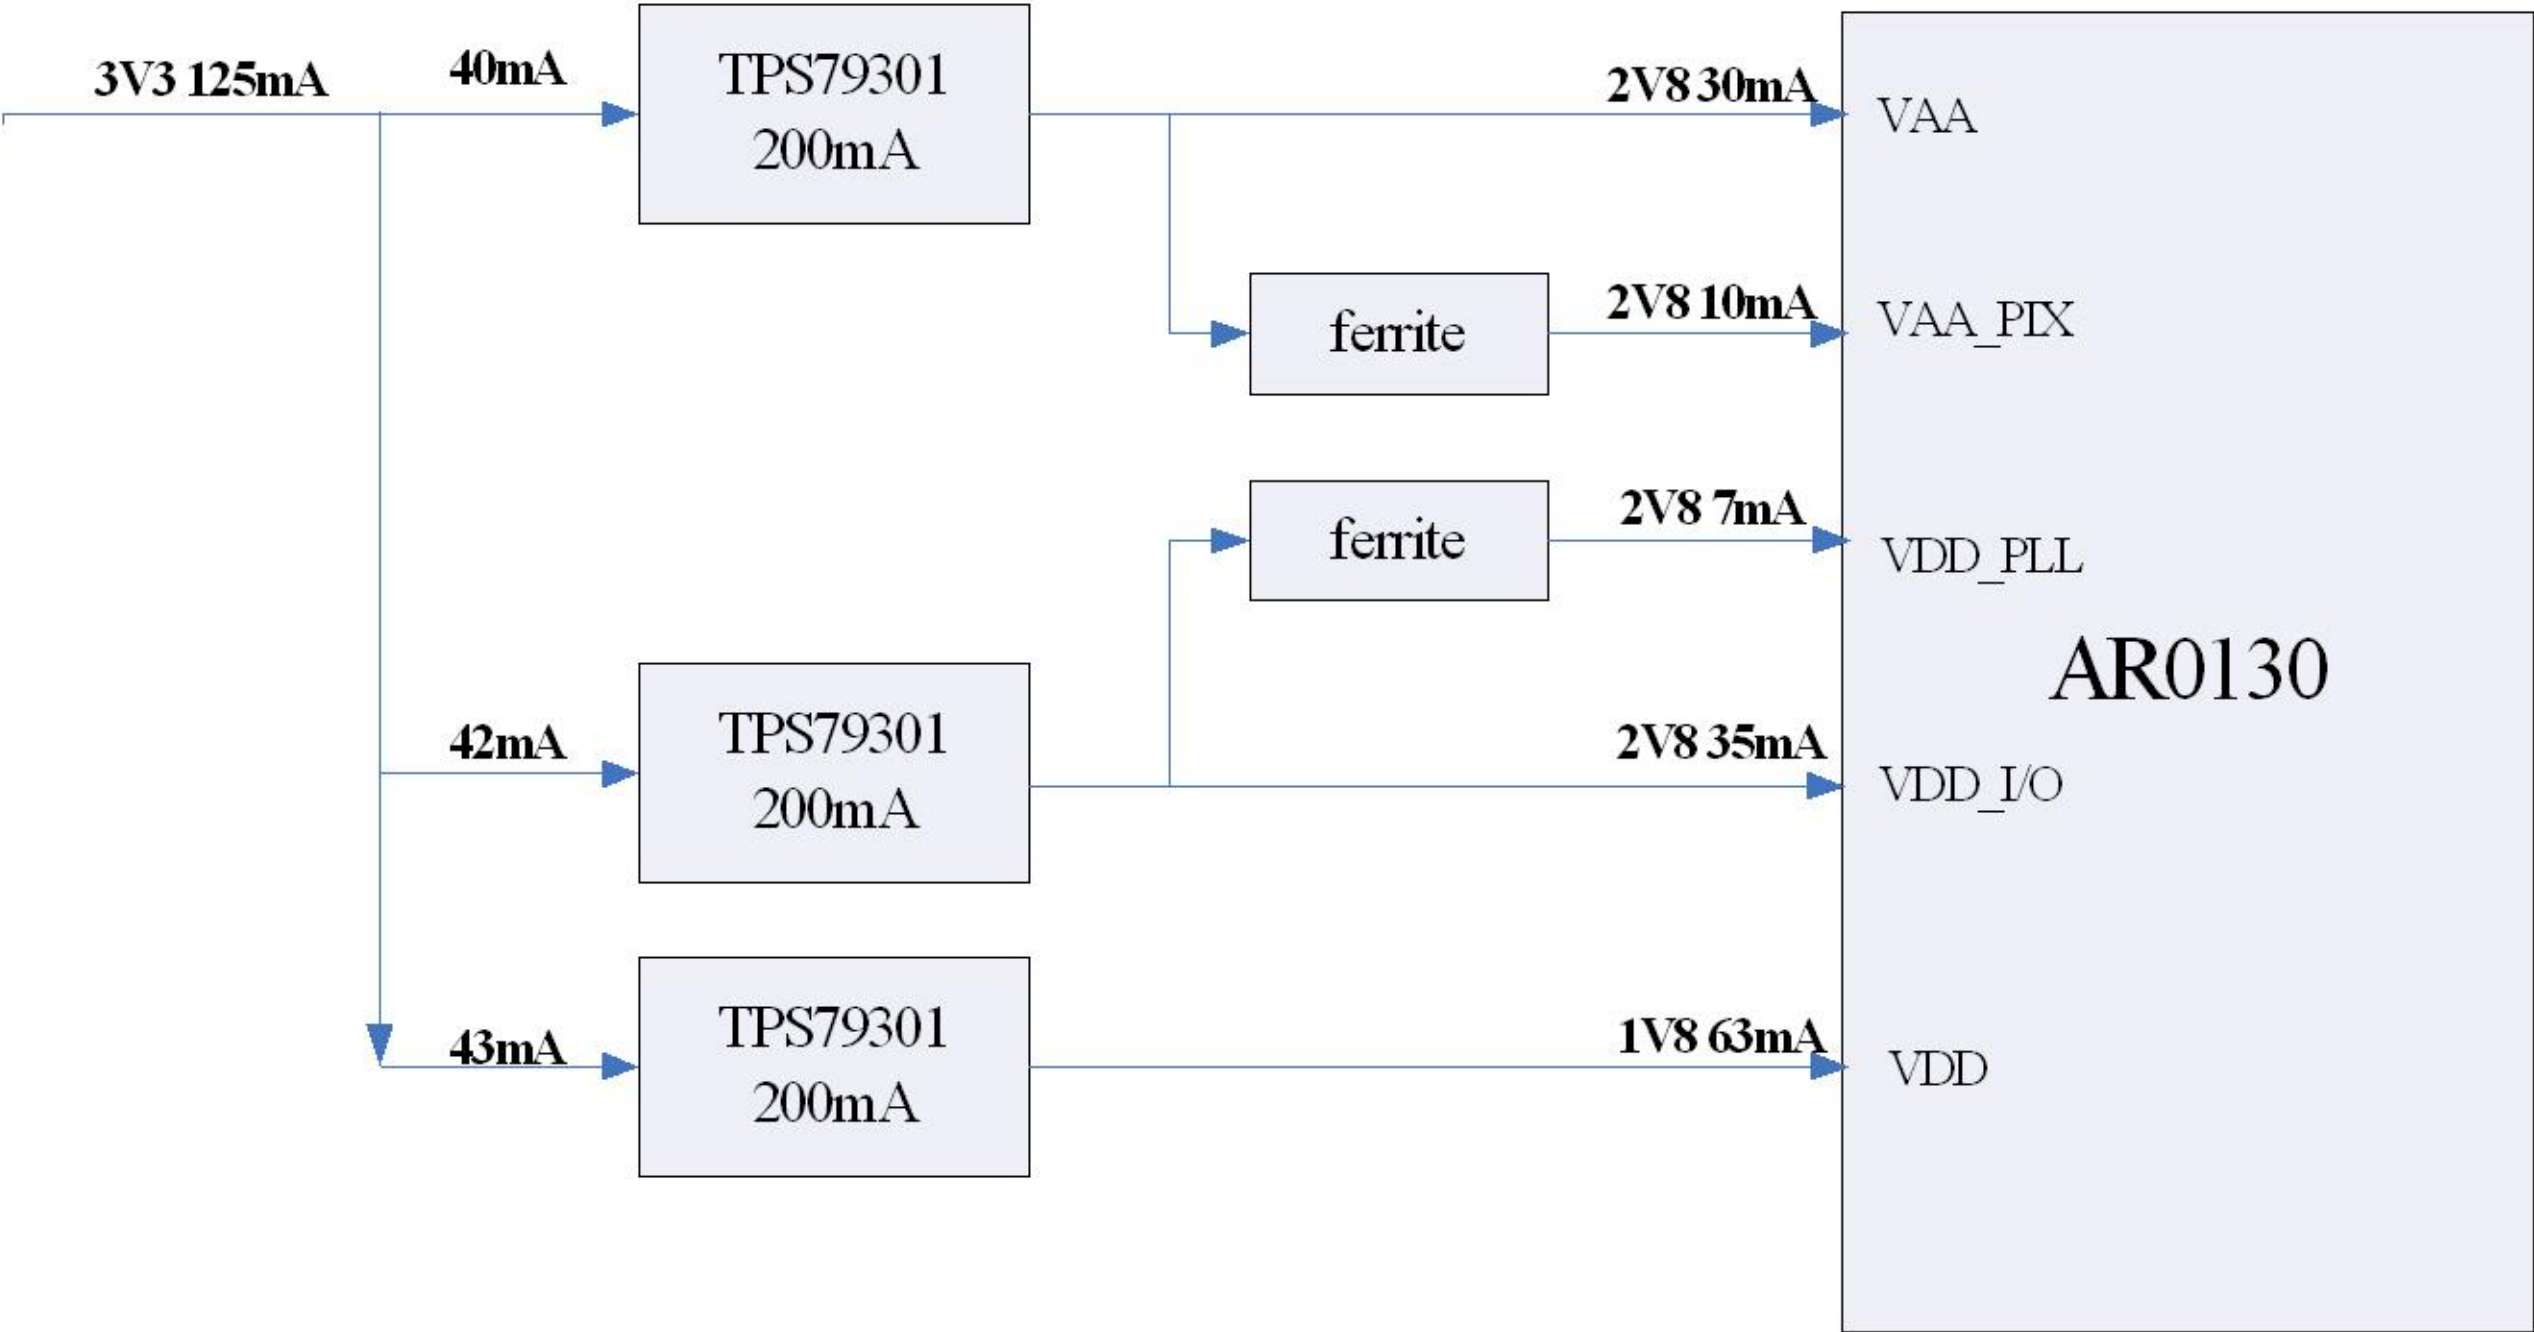 3V3 125mA
40mA
TPS79301
200mA
2V8 30mA
VAA
ferrite
2V8 10mA
VAA_PIX
ferrite
2V8 7mA
VDD_PLL
AR0130
42mA
TPS79301
200mA
2V8 35mA
VDD_I/O
43mA
TPS79301
200mA
1V8 63mA
VDD